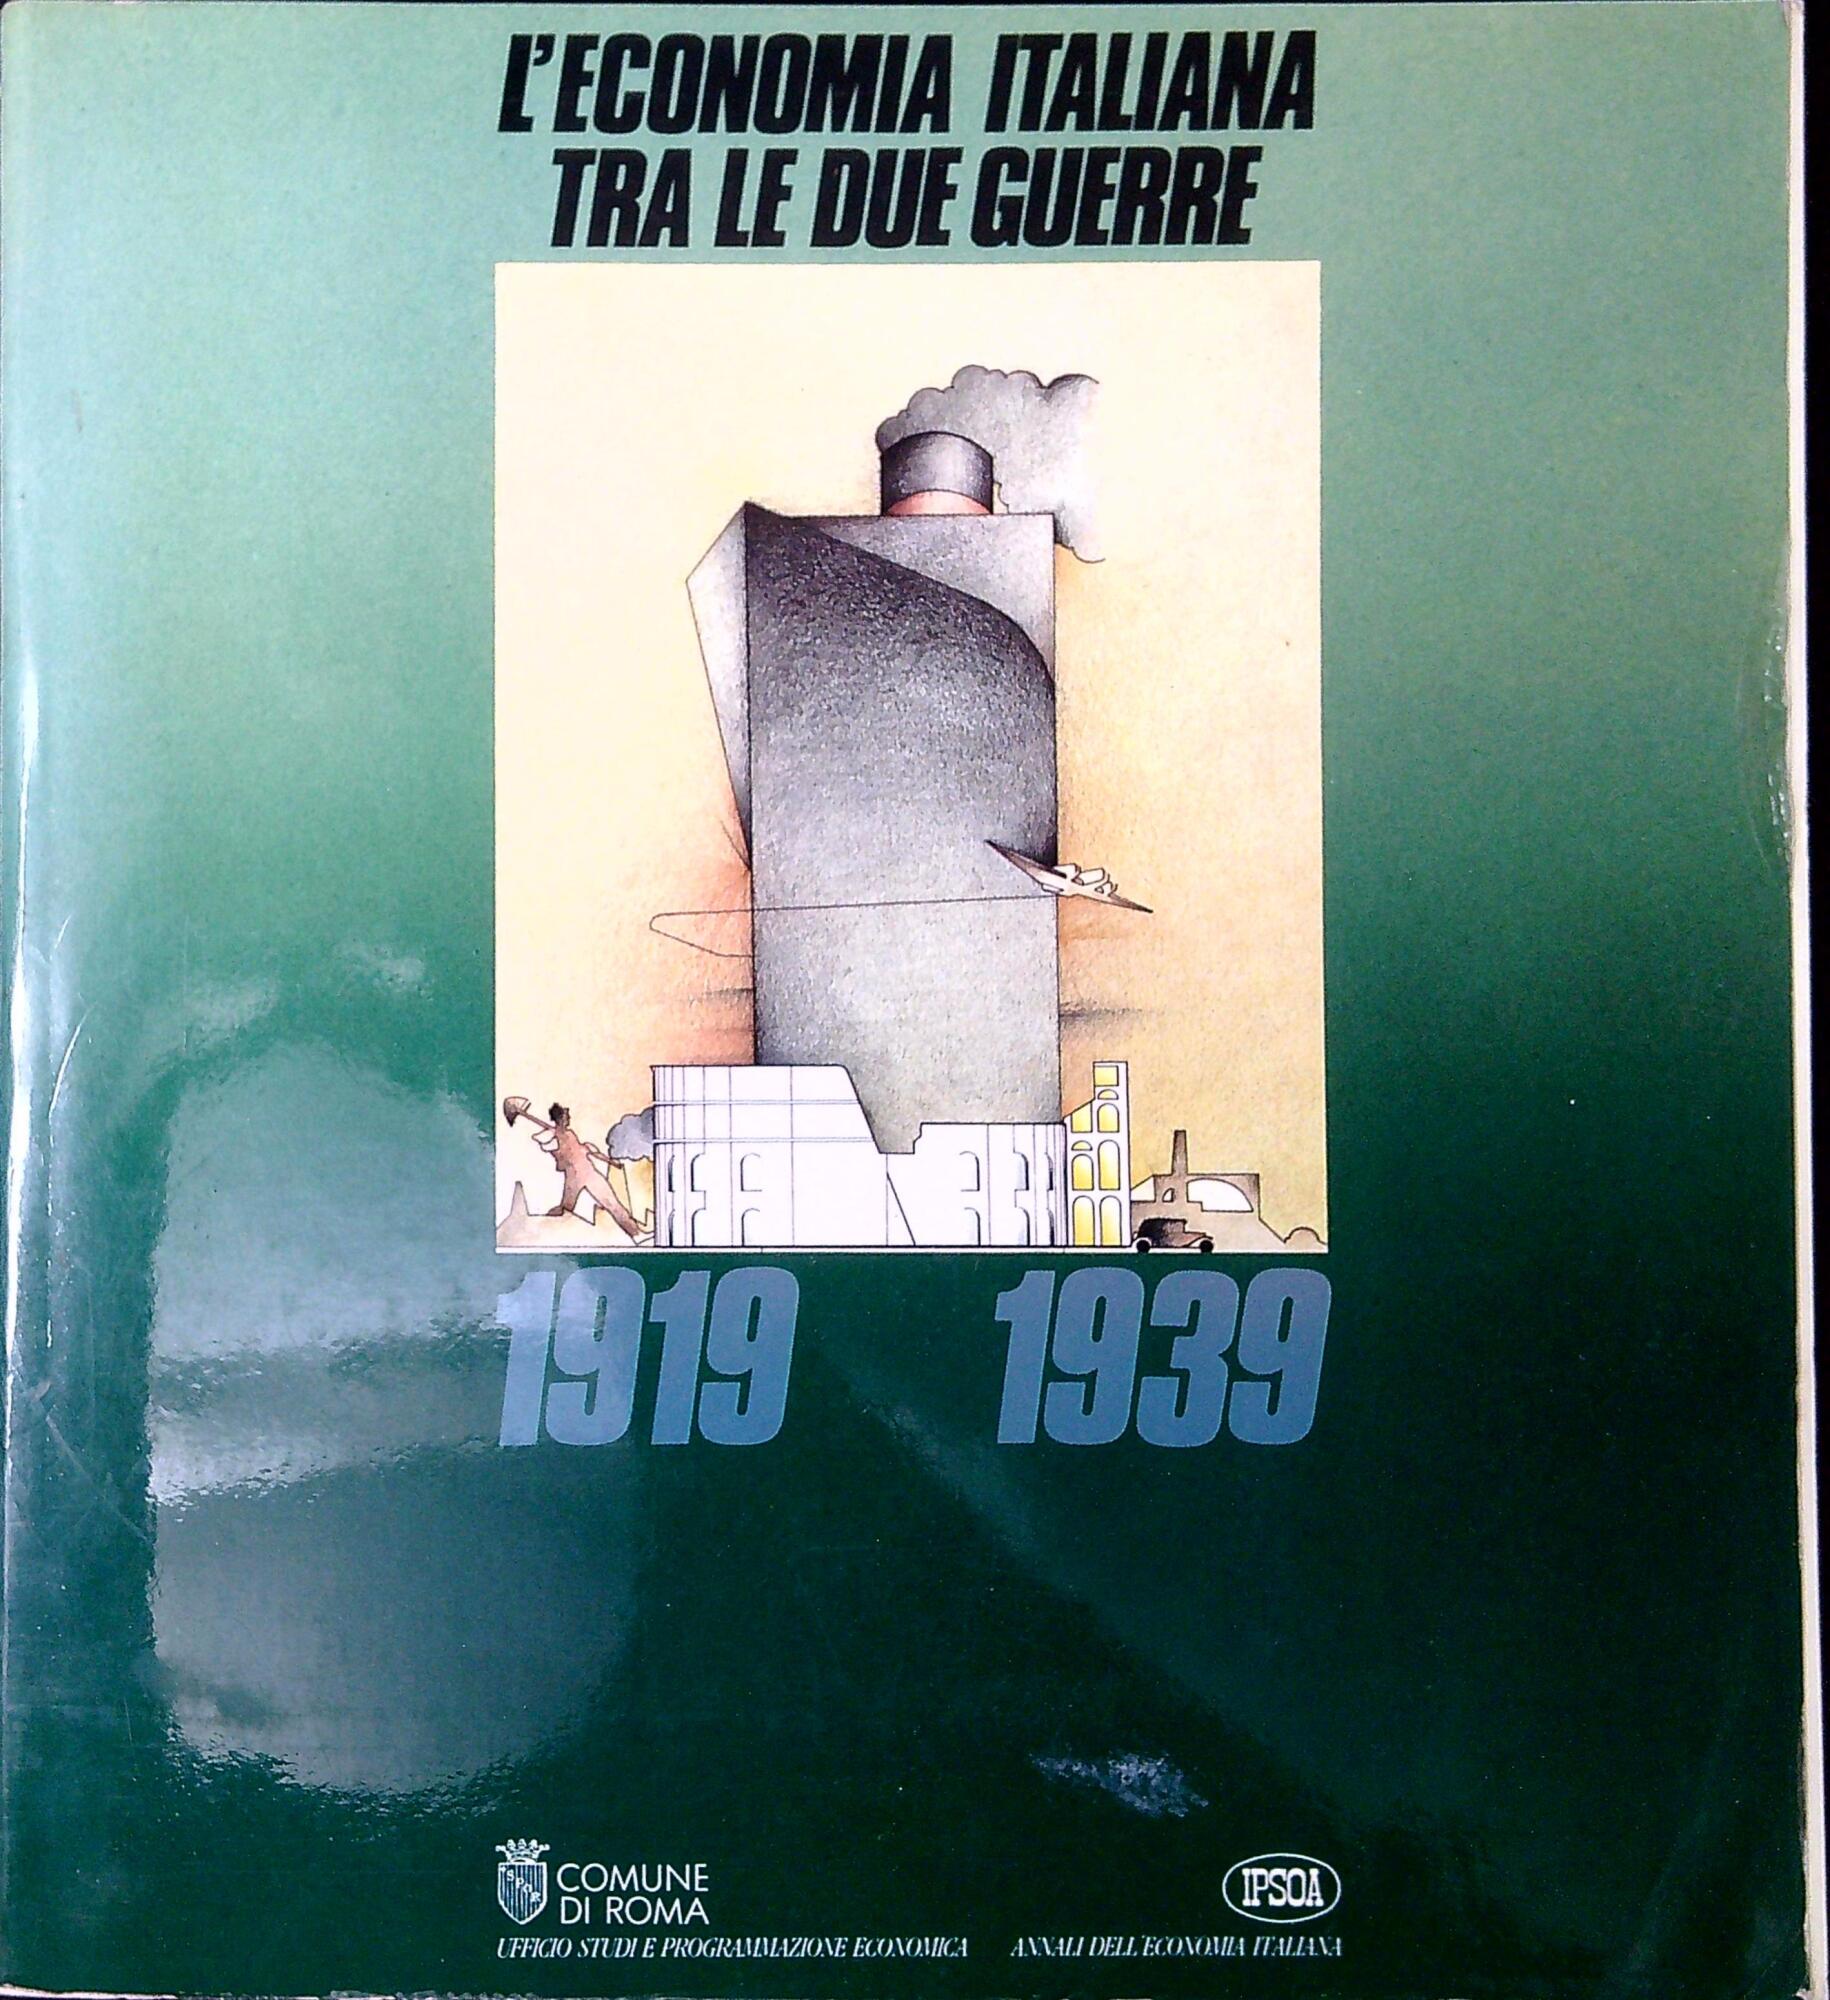 L'ECONOMIA ITALIANA
TRA LE DUE GUERRE
1919 1939
SPQR
COMUNE
DI ROMA
UFFICIO STUDI E PROGRAMMAZIONE ECONOMICA
IPSOA
ANNALI DELL'ECONOMIA ITALIANA